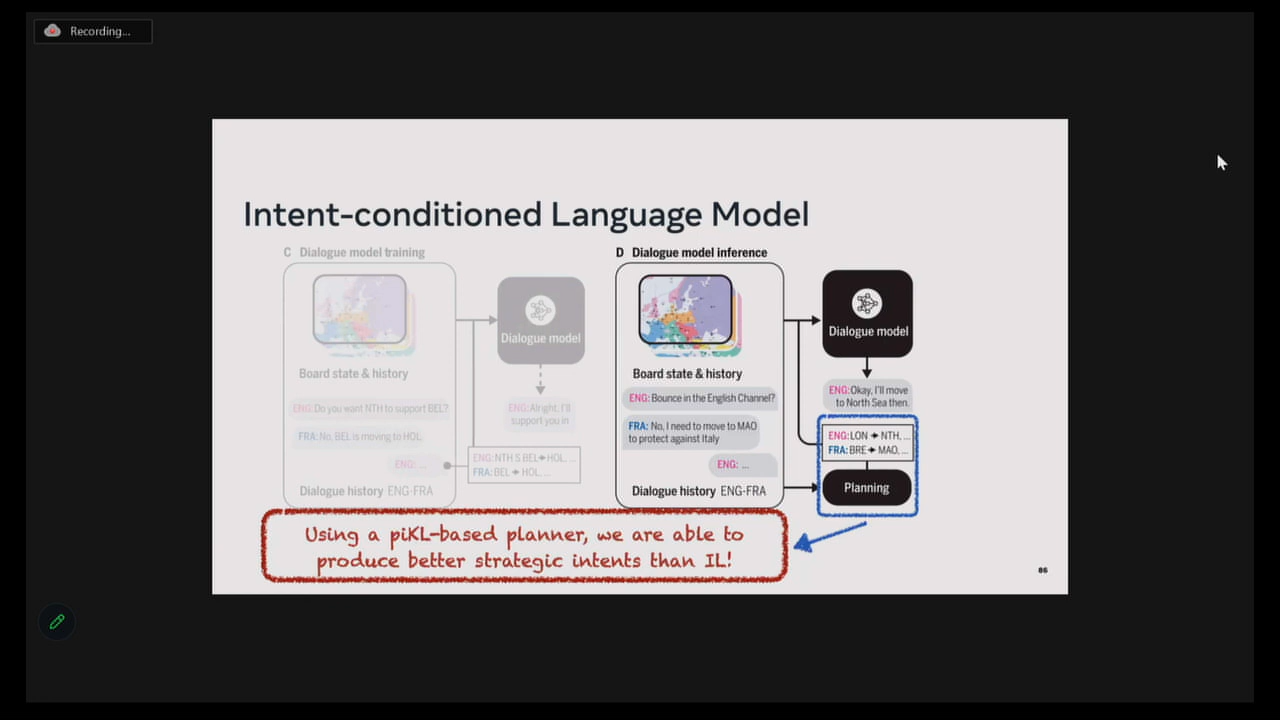 Recording...
Intent-conditioned Language Model
C Dialogue model training
Board state & history
ENG: Do you want NTH to support BEL?
FRA: No, BEL is moving to HOL.
ENG: ...
Dialogue history ENG-FRA
Dialogue model
ENG: Alright. I'll
support you in
ENG: NTH S BEL➔HOL, ...
FRA: BEL ➔ HOL, ...
D Dialogue model inference
Board state & history
ENG: Bounce in the English Channel?
FRA: No, I need to move to MAO
to protect against Italy
ENG: ...
Dialogue history ENG-FRA
Dialogue model
ENG: Okay, I'll move
to North Sea then.
ENG: LON ➔ NTH, ...
FRA: BRE➔ MAO, ...
Planning
Using a piKL-based planner, we are able to
produce better strategic intents than IL!
86